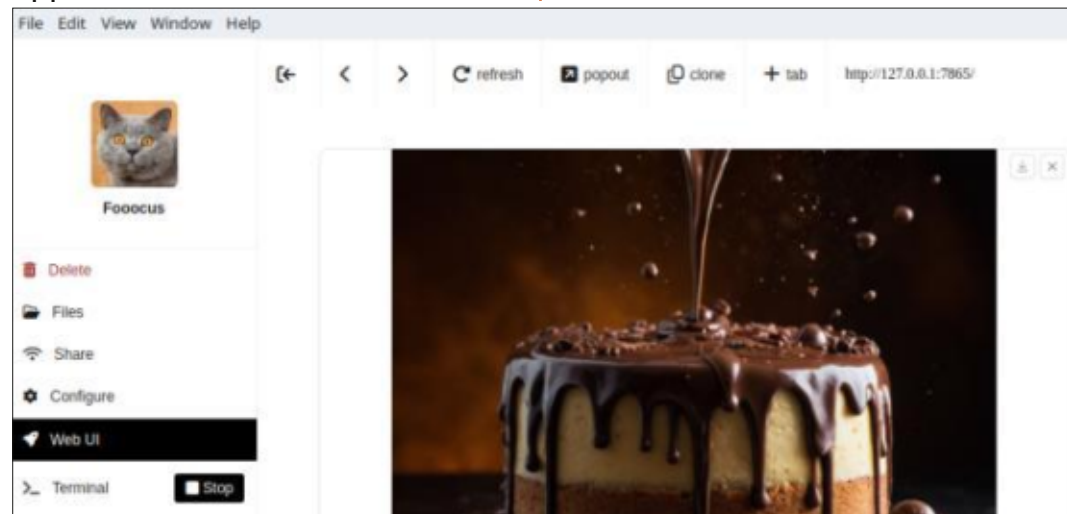 File Edit View Window Help
refresh popout clone tab http://127.0.0.1:7865/
Fooocus
Delete
Files
Share
Configure
Web UI
Terminal Stop